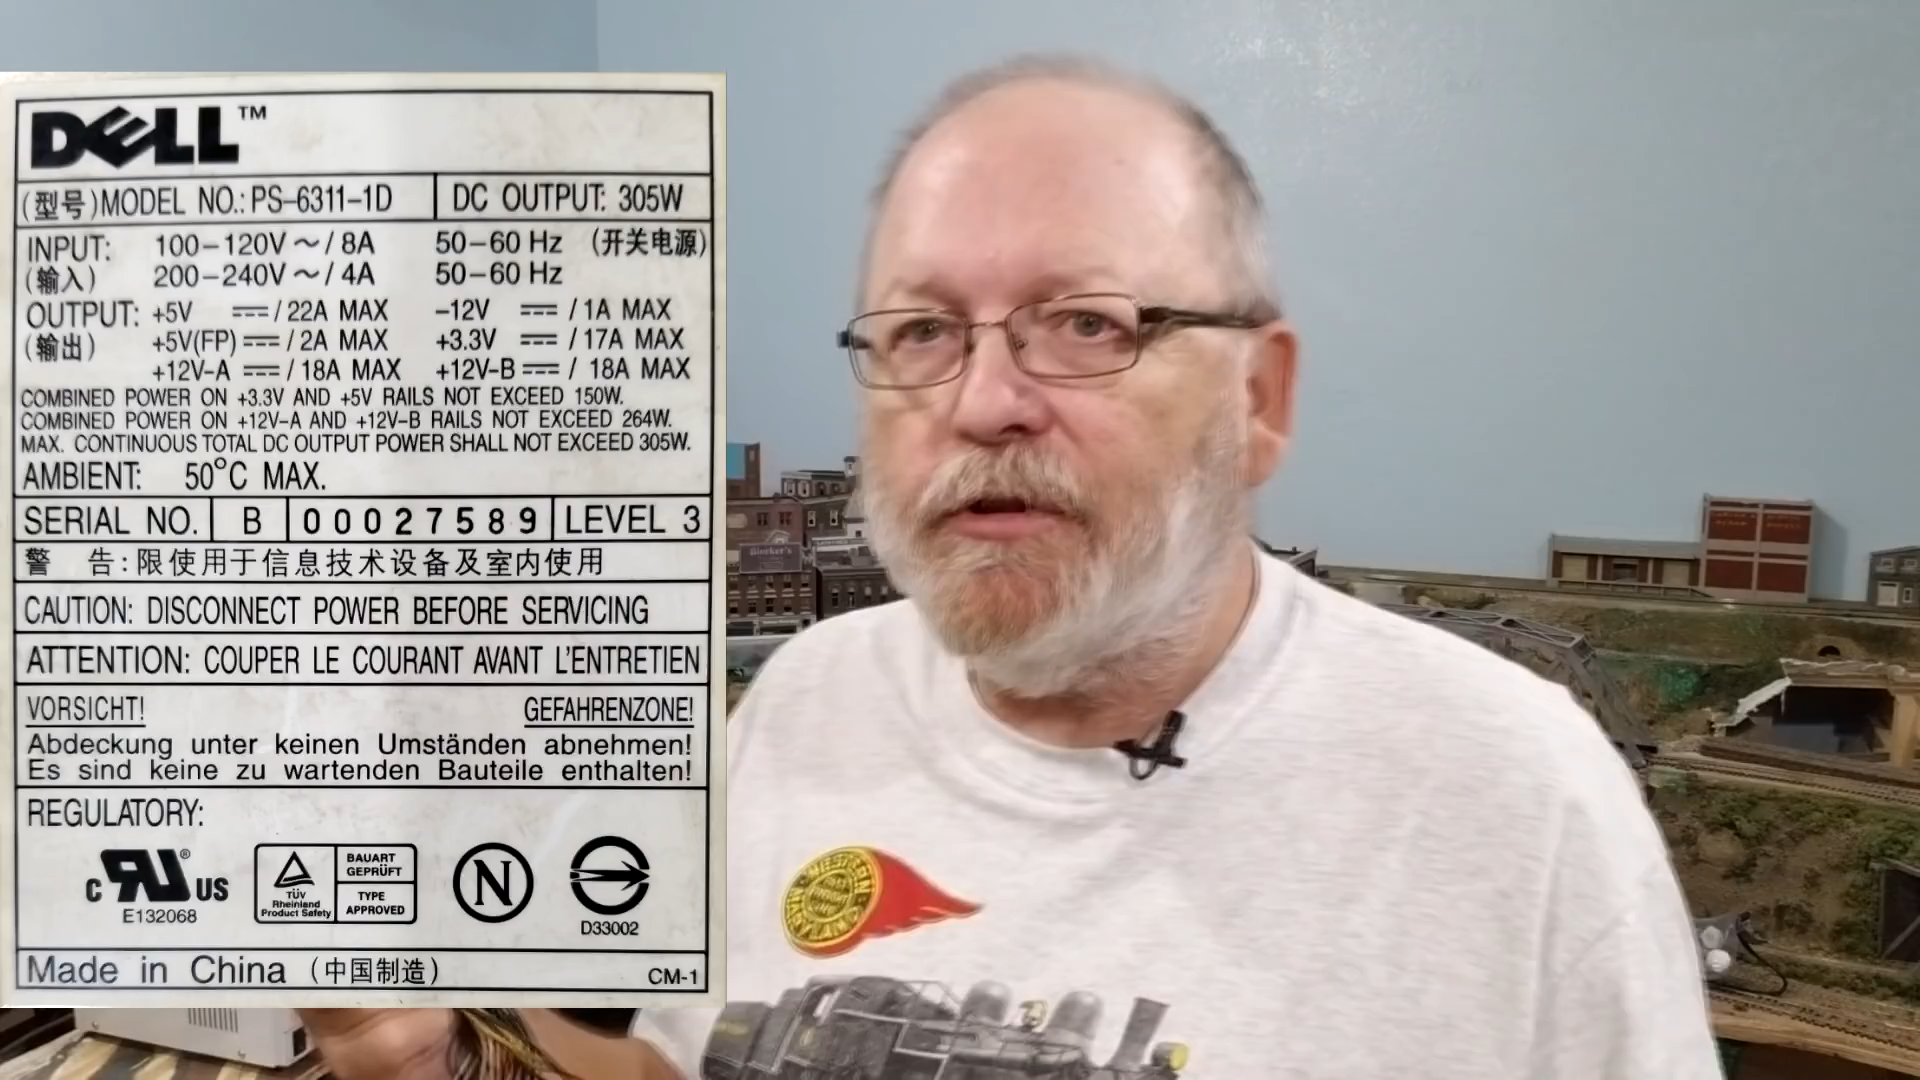 DELL™
(型号)MODEL NO.: PS-6311-1D DC OUTPUT: 305W
INPUT: 100-120V ~ / 8A 50-60 Hz (开关电源)
(输入) 200-240V ~ / 4A 50-60 Hz
OUTPUT: +5V ⎓ / 22A MAX -12V ⎓ / 1A MAX
(输出) +5V(FP) ⎓ / 2A MAX +3.3V ⎓ / 17A MAX
+12V-A ⎓ / 18A MAX +12V-B ⎓ / 18A MAX
COMBINED POWER ON +3.3V AND +5V RAILS NOT EXCEED 150W.
COMBINED POWER ON +12V-A AND +12V-B RAILS NOT EXCEED 264W.
MAX. CONTINUOUS TOTAL DC OUTPUT POWER SHALL NOT EXCEED 305W.
AMBIENT: 50°C MAX.
SERIAL NO. B 00027589 LEVEL 3
警 告:限使用于信息技术设备及室内使用
CAUTION: DISCONNECT POWER BEFORE SERVICING
ATTENTION: COUPER LE COURANT AVANT L'ENTRETIEN
VORSICHT! GEFAHRENZONE!
Abdeckung unter keinen Umständen abnehmen!
Es sind keine zu wartenden Bauteile enthalten!
REGULATORY:
c RU ® US
E132068
TÜV
Rheinland
Product Safety
BAUART
GEPRÜFT
TYPE
APPROVED
N
D33002
Made in China (中国制造) CM-1
Bleeker's
WESTERN
MARYLAND